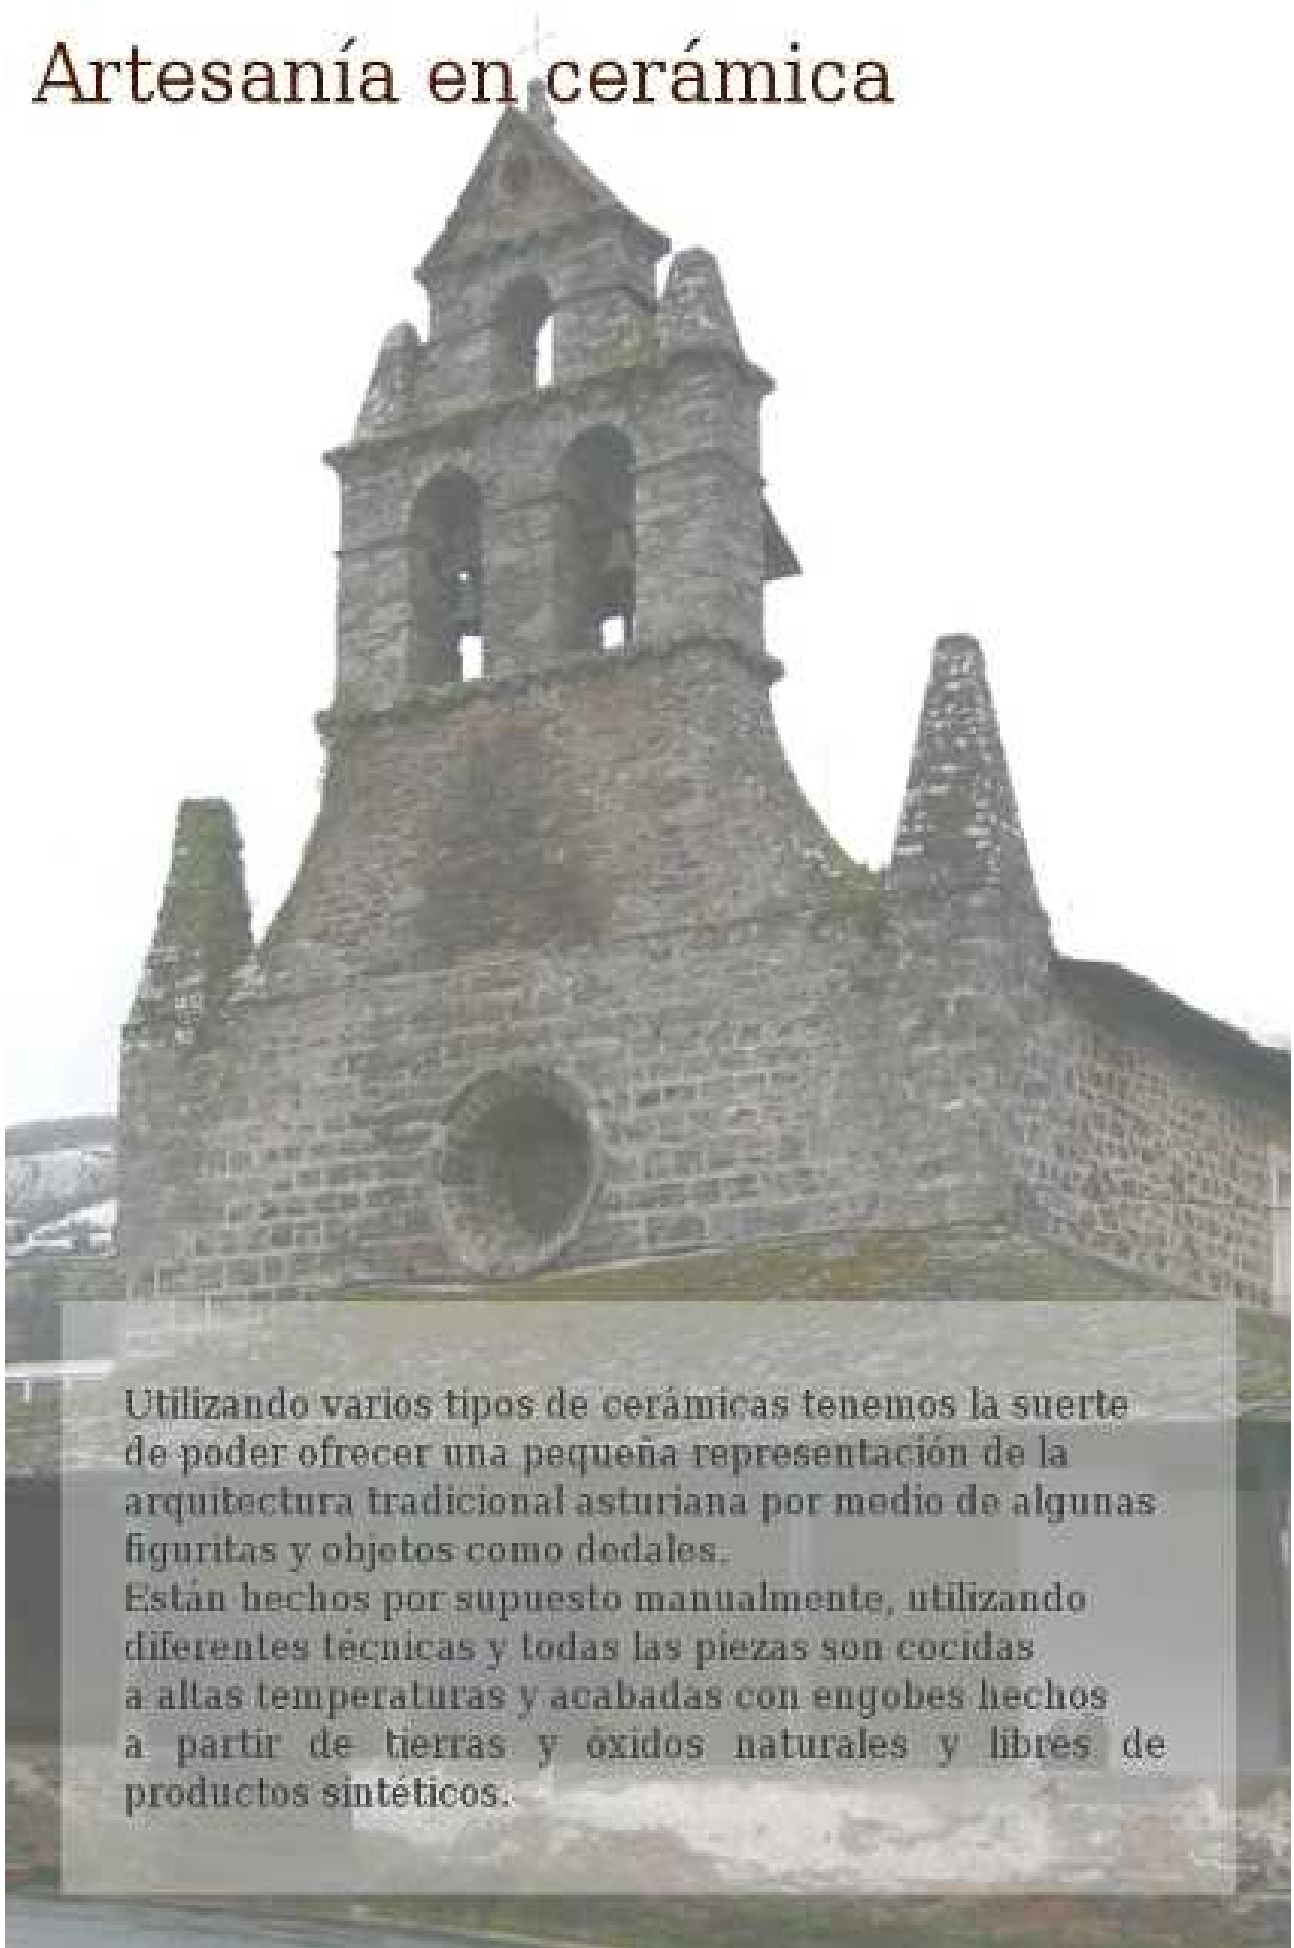 Artesanía en cerámica
Utilizando varios tipos de cerámicas tenemos la suerte
de poder ofrecer una pequeña representación de la
arquitectura tradicional asturiana por medio de algunas
figuritas y objetos como dedales.
Están hechos por supuesto manualmente, utilizando
diferentes técnicas y todas las piezas son cocidas
a altas temperaturas y acabadas con engobes hechos
a partir de tierras y óxidos naturales y libres de
productos sintéticos.